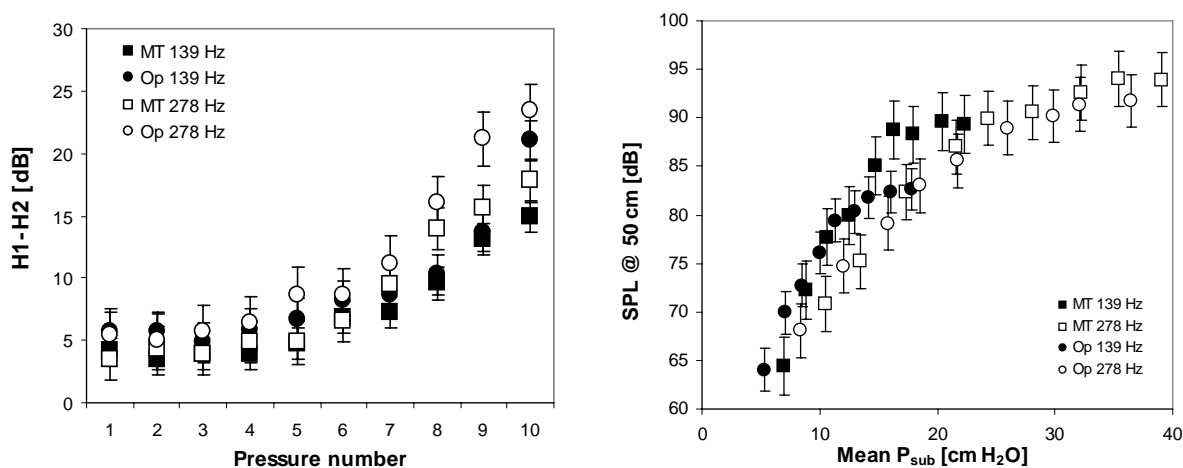 30
25
20
15
10
5
0
H1-H2 [dB]
MT 139 Hz
Op 139 Hz
MT 278 Hz
Op 278 Hz
1 2 3 4 5 6 7 8 9 10
Pressure number
100
95
90
85
80
75
70
65
60
SPL @ 50 cm [dB]
MT 139 Hz
MT 278 Hz
Op 139 Hz
Op 278 Hz
0 10 20 30 40
Mean Psub [cm H2O]